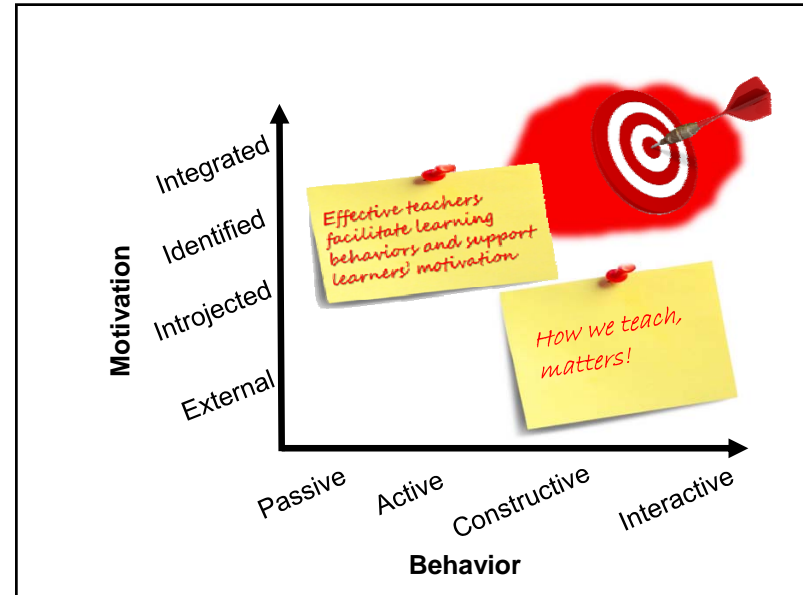 Integrated
Identified
Introjected
External
Motivation
Effective teachers
facilitate learning
behaviors and support
learners' motivation
How we teach,
matters!
Passive
Active
Constructive
Interactive
Behavior